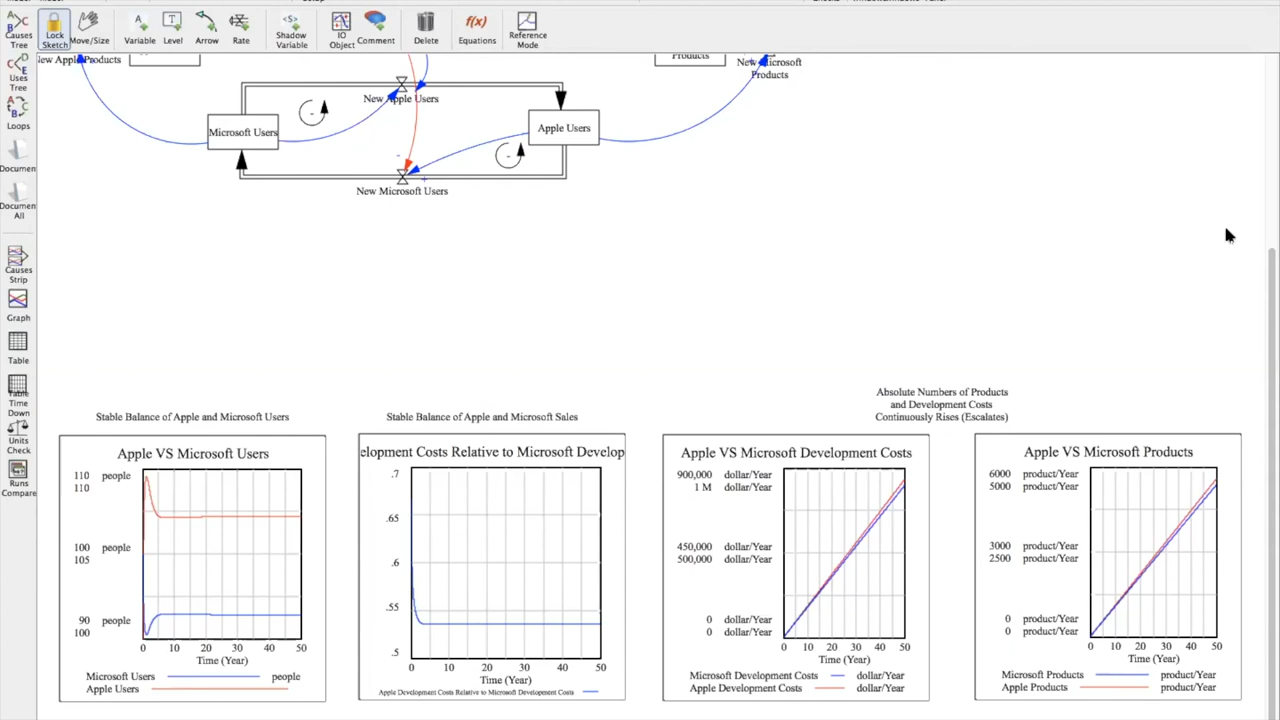 Setup
Causes
Tree
Lock
Sketch
Move/Size
Variable
Level
Arrow
Rate
Shadow
Variable
IO
Object
Comment
Delete
f(x)
Equations
Reference
Mode
Uses
Tree
Loops
Document
Document
All
Causes
Strip
Graph
Table
Table
Time
Down
Units
Check
Runs
Compare
New Apple Products
Products
New Microsoft
Products
New Apple Users
Microsoft Users
Apple Users
New Microsoft Users
Stable Balance of Apple and Microsoft Users
Stable Balance of Apple and Microsoft Sales
Absolute Numbers of Products
and Development Costs
Continuously Rises (Escalates)
Apple VS Microsoft Users
110 people
110
100 people
105
90 people
100
0 10 20 30 40 50
Time (Year)
Microsoft Users people
Apple Users
elopment Costs Relative to Microsoft Develop
.7
.65
.6
.55
.5
0 10 20 30 40 50
Time (Year)
Apple Development Costs Relative to Microsoft Development Costs
Apple VS Microsoft Development Costs
900,000 dollar/Year
1 M dollar/Year
450,000 dollar/Year
500,000 dollar/Year
0 dollar/Year
0 dollar/Year
0 10 20 30 40 50
Time (Year)
Microsoft Development Costs dollar/Year
Apple Development Costs dollar/Year
Apple VS Microsoft Products
6000 product/Year
5000 product/Year
3000 product/Year
2500 product/Year
0 product/Year
0 product/Year
0 10 20 30 40 50
Time (Year)
Microsoft Products product/Year
Apple Products product/Year